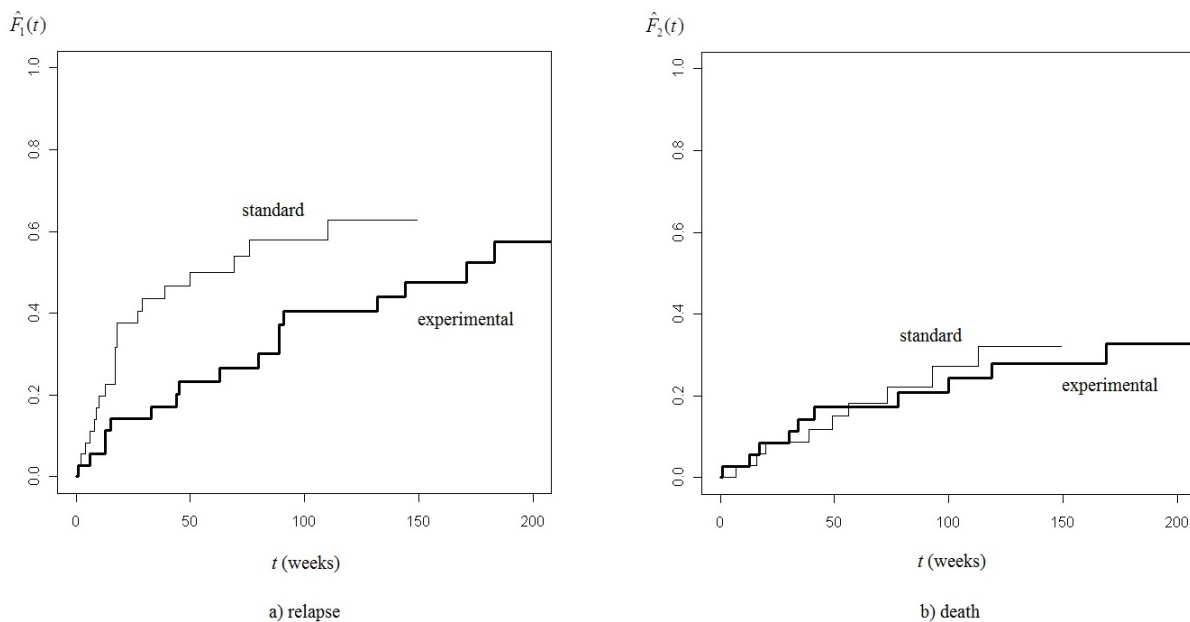 F̂₁(t)
1.0
0.8
0.6
0.4
0.2
0.0
standard
experimental
0 50 100 150 200
t (weeks)
a) relapse
F̂₂(t)
1.0
0.8
0.6
0.4
0.2
0.0
standard
experimental
0 50 100 150 200
t (weeks)
b) death